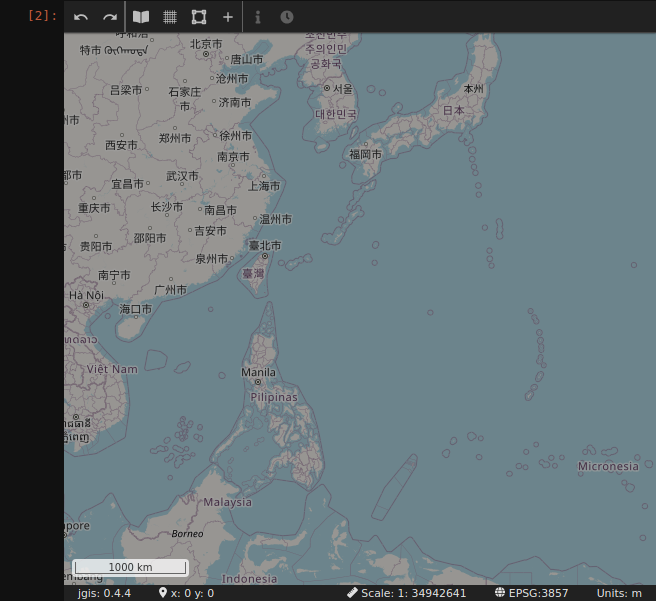 [2]:
조선민주
주의인민
공화국
北京市
特市
唐山市
沧州市
吕梁市
石家庄
市
济南市
서울
本州
대한민국
日本
州市
西安市
郑州市
徐州市
南京市
福岡市
都市
宜昌市
武汉市
上海市
重庆市
长沙市
南昌市
温州市
贵阳市
邵阳市
吉安市
臺北市
泉州市
臺灣
南宁市
广州市
Hà Nội
海口市
Việt Nam
Manila
Pilipinas
Micronesia
Malaysia
apore
Borneo
1000 km
embang
Indonesia
jgis: 0.4.4
x: 0 y: 0
Scale: 1: 34942641
EPSG:3857
Units: m